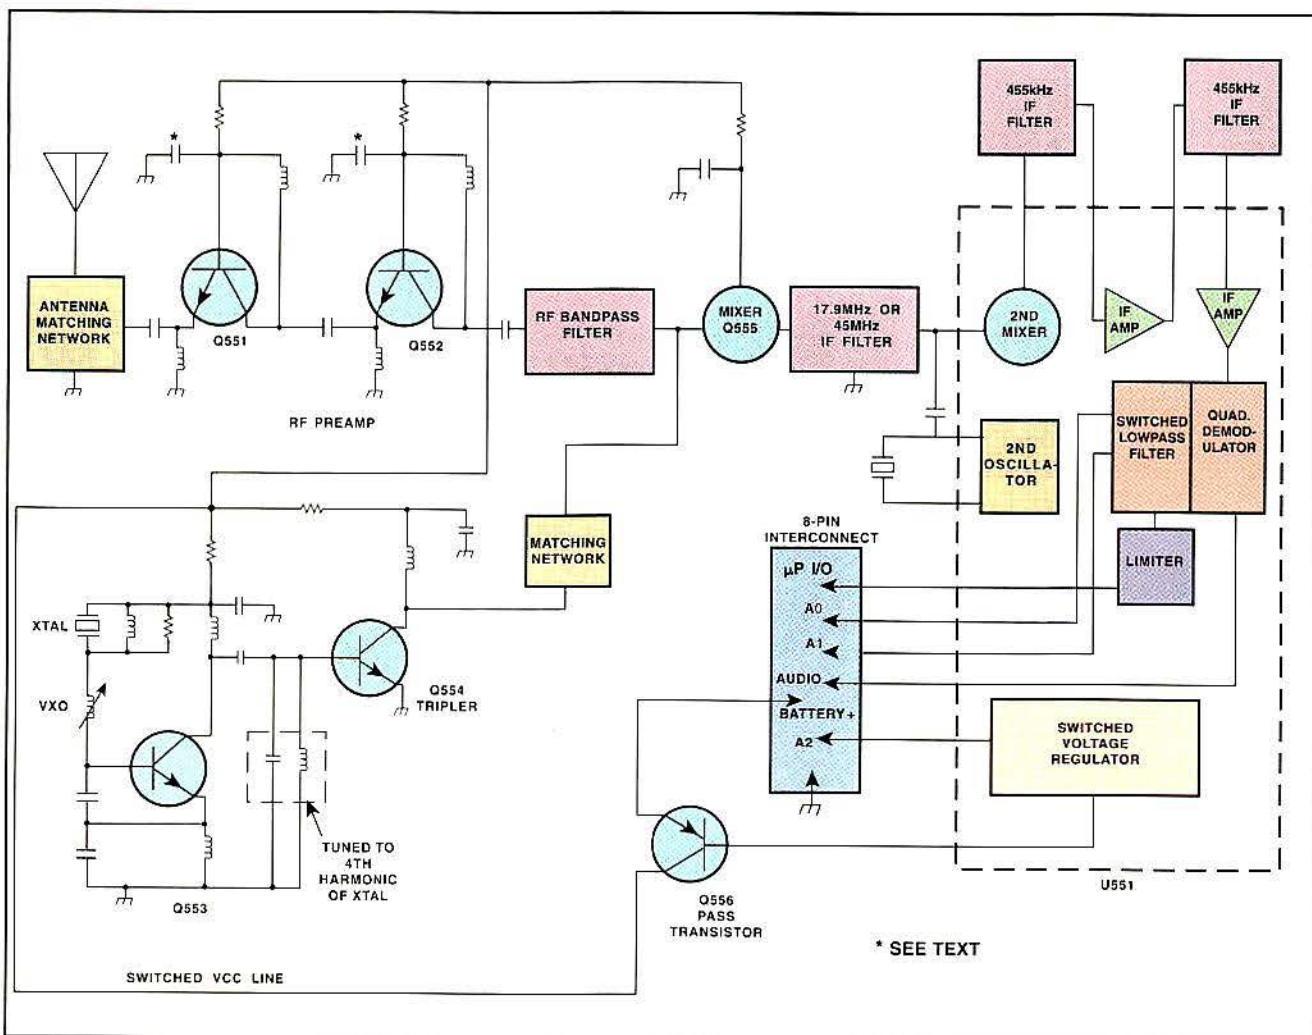 455kHz
IF
FILTER
455kHz
IF
FILTER
*
*
ANTENNA
MATCHING
NETWORK
Q551
Q552
RF PREAMP
RF BANDPASS
FILTER
MIXER
Q555
17.9MHz OR
45MHz
IF FILTER
2ND
MIXER
IF
AMP
IF
AMP
SWITCHED
LOWPASS
FILTER
QUAD.
DEMOD-
ULATOR
2ND
OSCILLA-
TOR
LIMITER
MATCHING
NETWORK
8-PIN
INTERCONNECT
µP I/O
A0
A1
AUDIO
BATTERY+
A2
XTAL
VXO
Q554
TRIPLER
TUNED TO
4TH
HARMONIC
OF XTAL
Q553
SWITCHED
VOLTAGE
REGULATOR
U551
Q556
PASS
TRANSISTOR
* SEE TEXT
SWITCHED VCC LINE